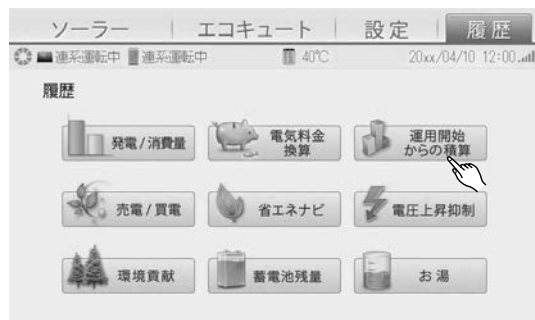 ソーラー エコキュート 設定 履歴
連系運転中 連系運転中 40℃ 20xx/04/10 12:00
履歴
発電/消費量 電気料金換算 運用開始からの積算
売電/買電 省エネナビ 電圧上昇抑制
環境貢献 蓄電池残量 お湯